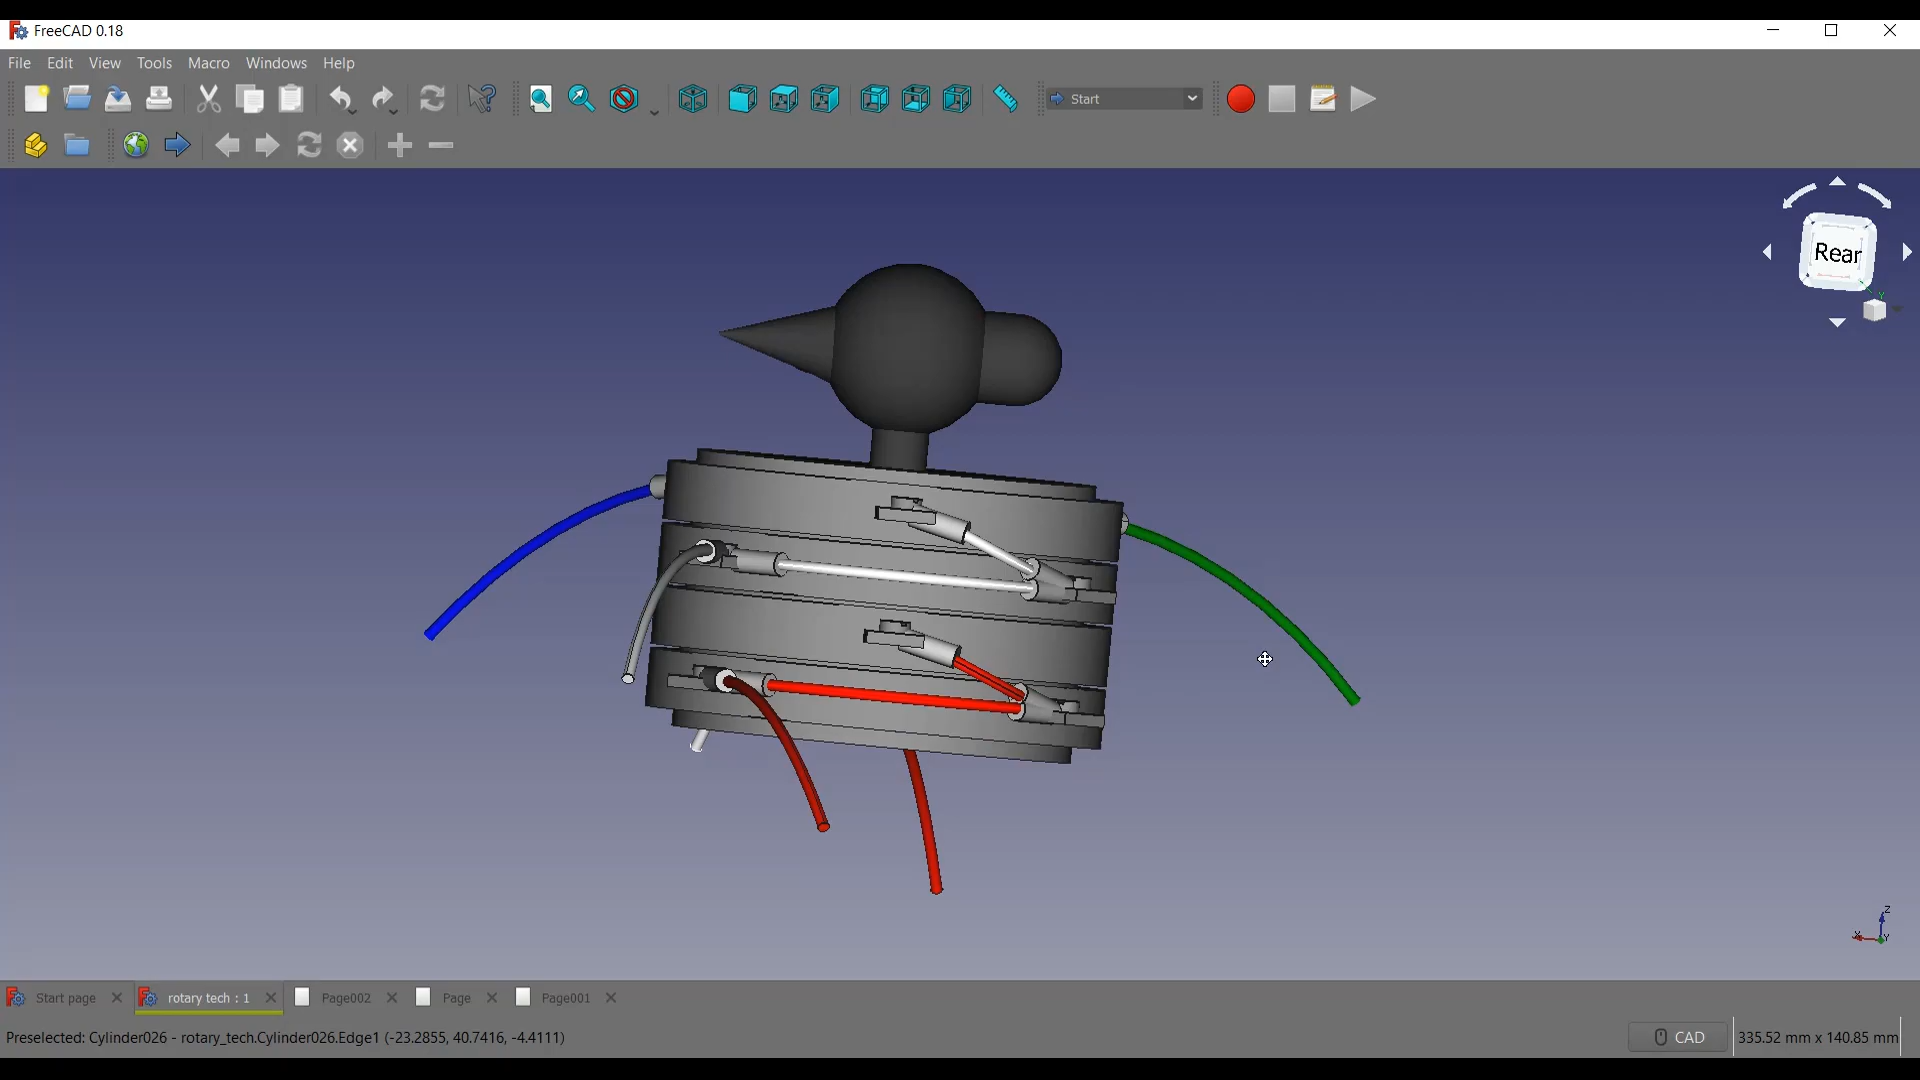 FreeCAD 0.18
File Edit View Tools Macro Windows Help
Start
Rear
Y
Z
X Y
Start page rotary tech : 1 Page002 Page Page001
Preselected: Cylinder026 - rotary_tech.Cylinder026.Edge1 (-23.2855, 40.7416, -4.4111) CAD 335.52 mm x 140.85 mm